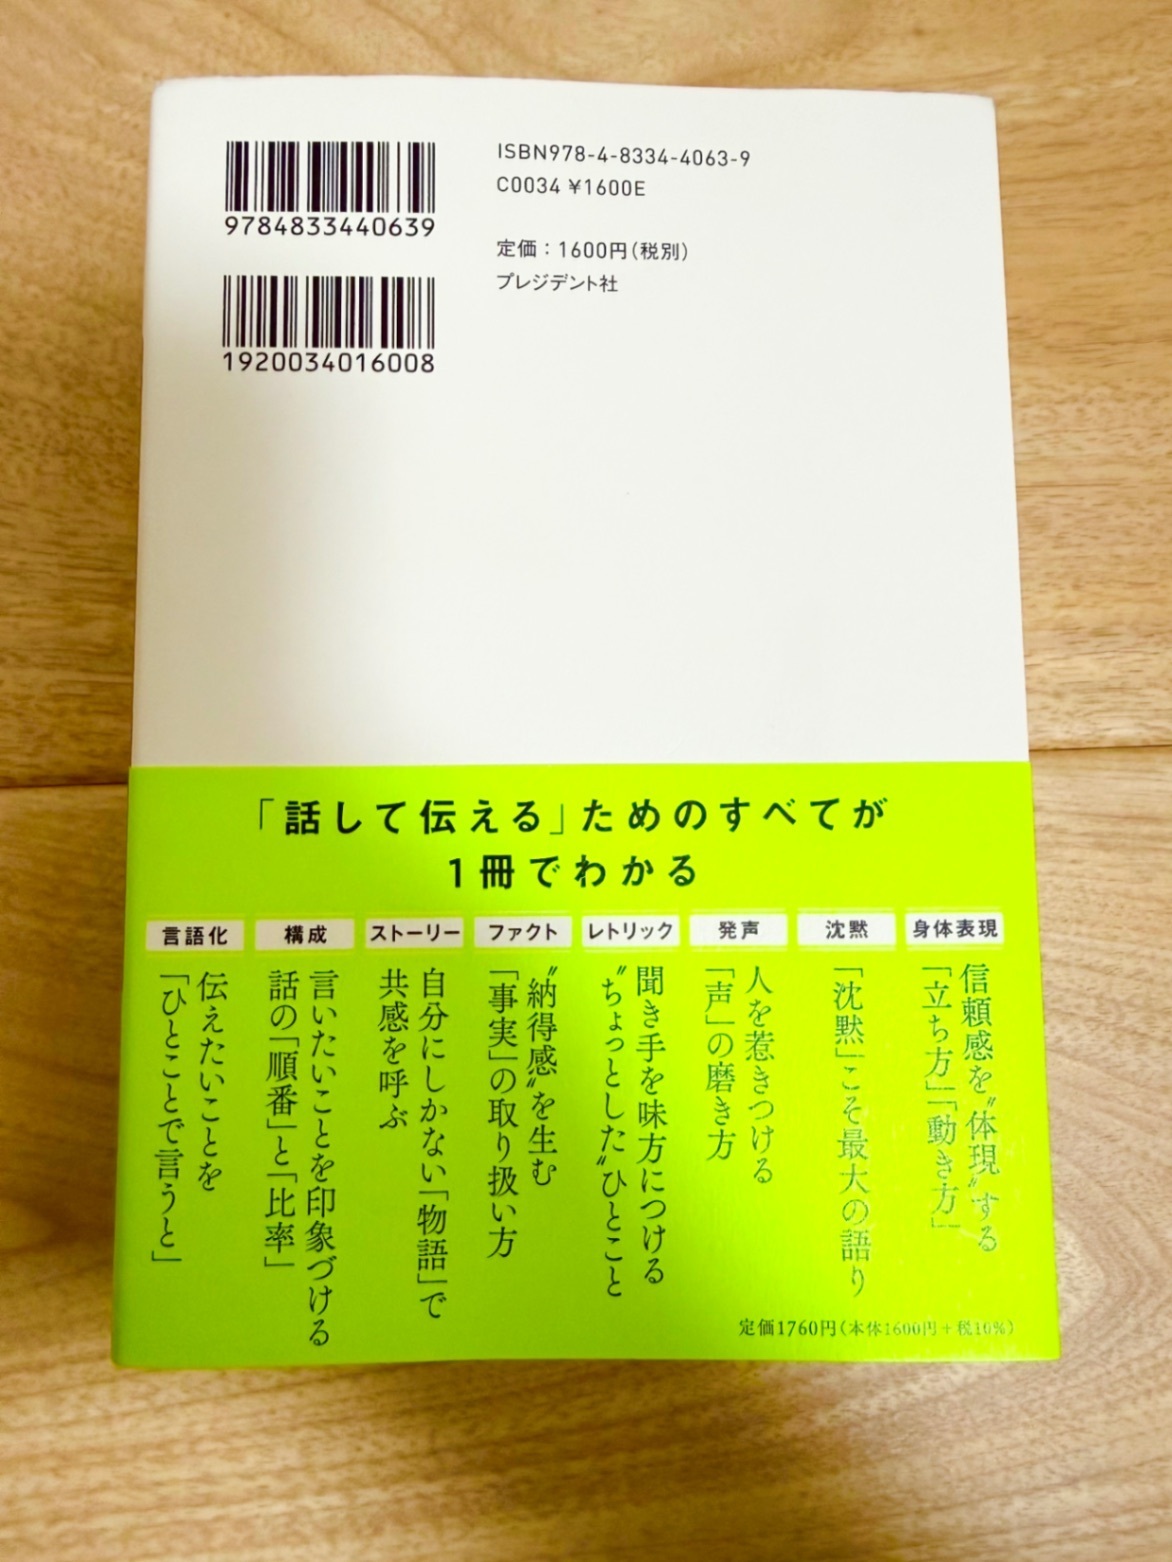 9784833440639
1920034016008
ISBN978-4-8334-4063-9
C0034 ¥1600E
定価：1600円（税別）
プレジデント社
「話して伝える」ためのすべてが
1冊でわかる
言語化
伝えたいことを
「ひとことで言うと」
構成
言いたいことを印象づける
話の「順番」と「比率」
ストーリー
自分にしかない「物語」で
共感を呼ぶ
ファクト
〝納得感〟を生む
「事実」の取り扱い方
レトリック
聞き手を味方につける
〝ちょっとした〟ひとこと
発声
人を惹きつける
「声」の磨き方
沈黙
「沈黙」こそ最大の語り
身体表現
信頼感を〝体現〟する
「立ち方」「動き方」
定価1760円（本体1600円＋税10%）